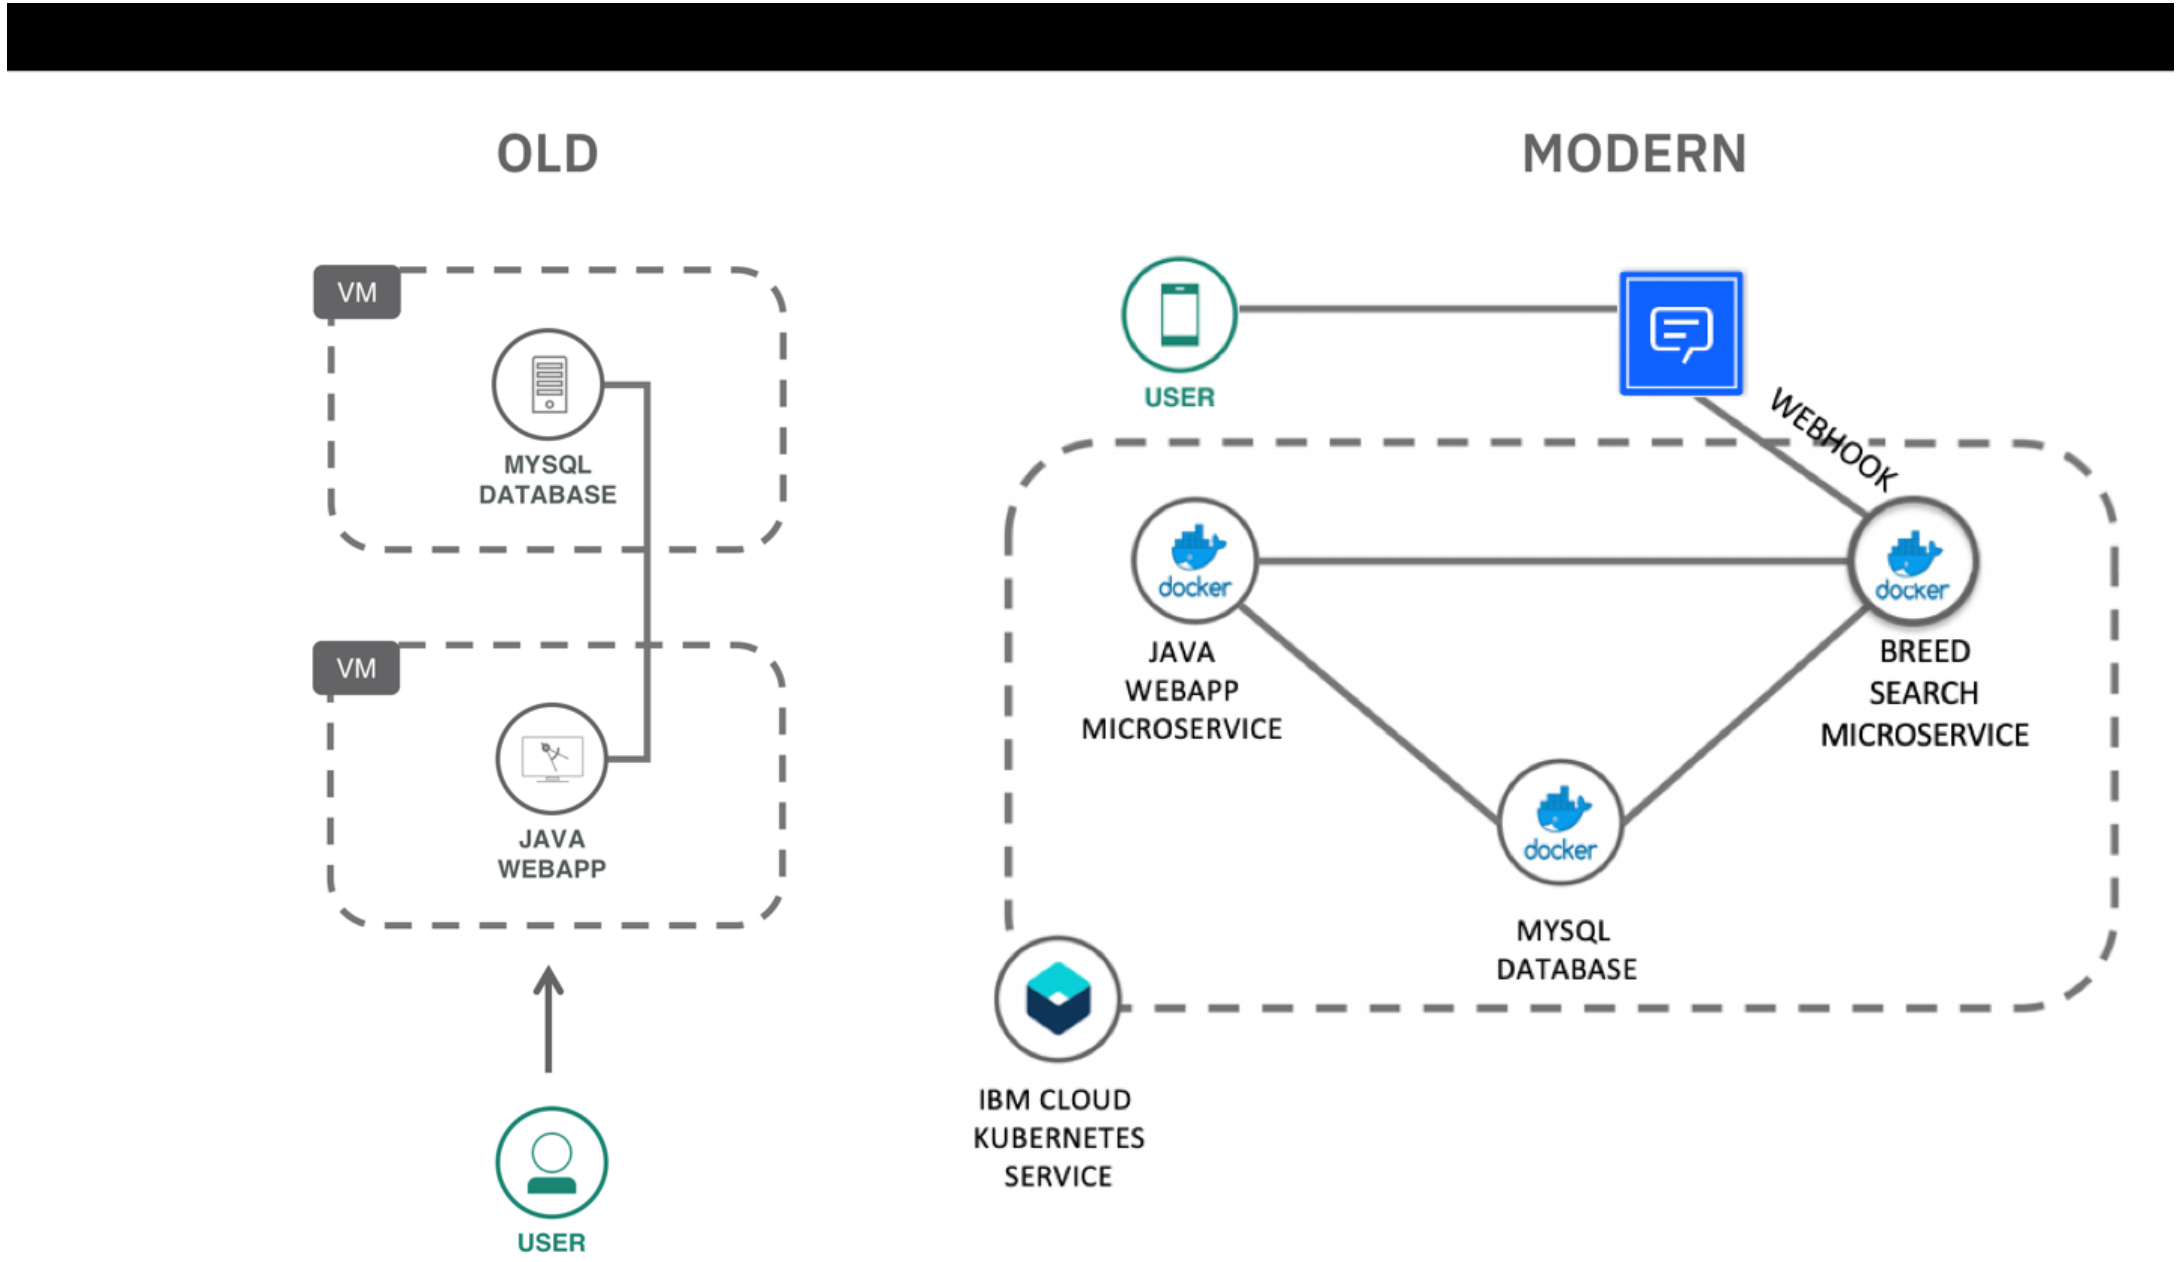 OLD
VM
MYSQL
DATABASE
VM
JAVA
WEBAPP
USER
MODERN
USER
WEBHOOK
docker
JAVA
WEBAPP
MICROSERVICE
docker
BREED
SEARCH
MICROSERVICE
docker
MYSQL
DATABASE
IBM CLOUD
KUBERNETES
SERVICE